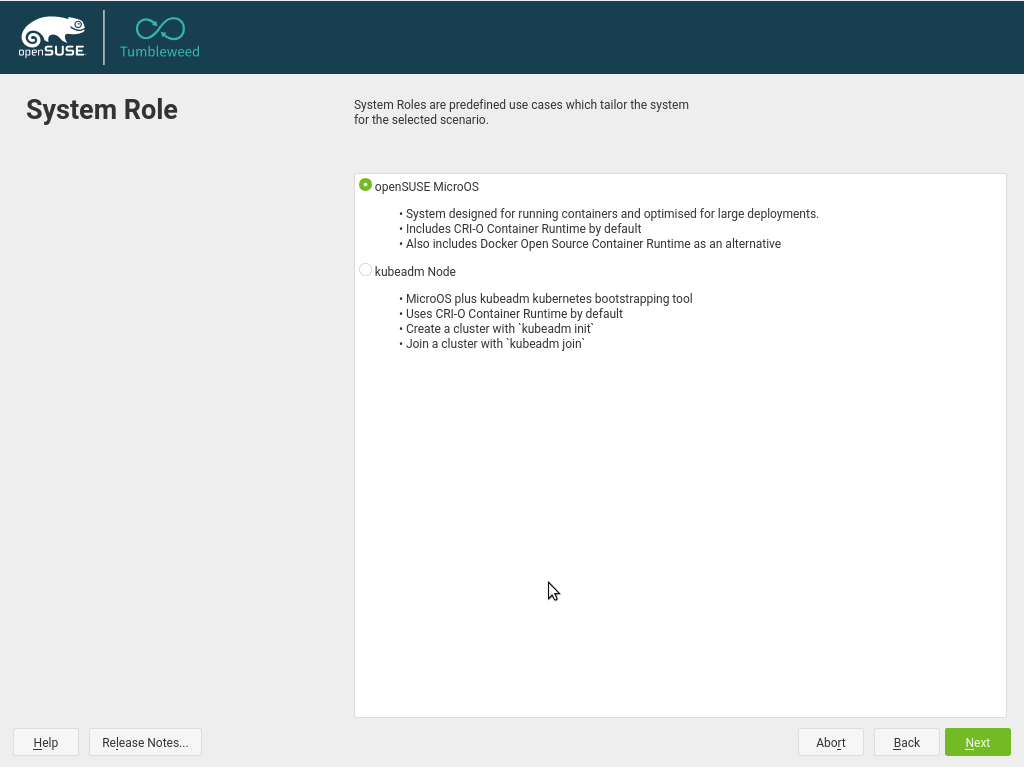 openSUSE.
Tumbleweed
System Role
System Roles are predefined use cases which tailor the system
for the selected scenario.
openSUSE MicroOS
• System designed for running containers and optimised for large deployments.
• Includes CRI-O Container Runtime by default
• Also includes Docker Open Source Container Runtime as an alternative
kubeadm Node
• MicroOS plus kubeadm kubernetes bootstrapping tool
• Uses CRI-O Container Runtime by default
• Create a cluster with `kubeadm init`
• Join a cluster with `kubeadm join`
Help
Release Notes...
Abort
Back
Next